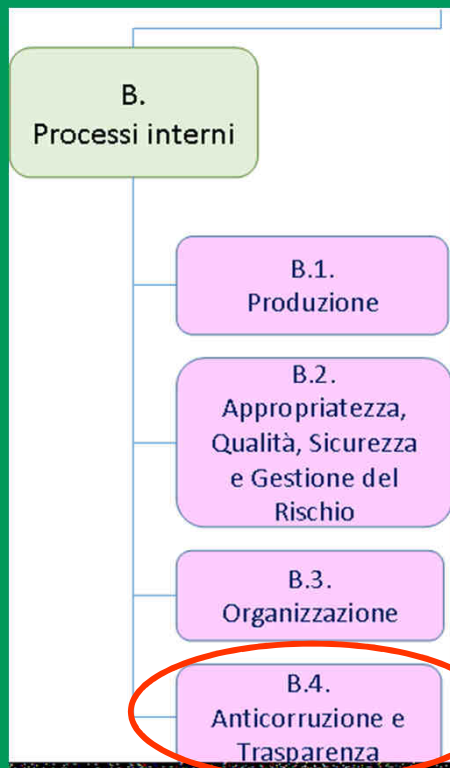 B.
Processi interni
B.1.
Produzione
B.2.
Appropriatezza,
Qualità, Sicurezza
e Gestione del
Rischio
B.3.
Organizzazione
B.4.
Anticorruzione e
Trasparenza